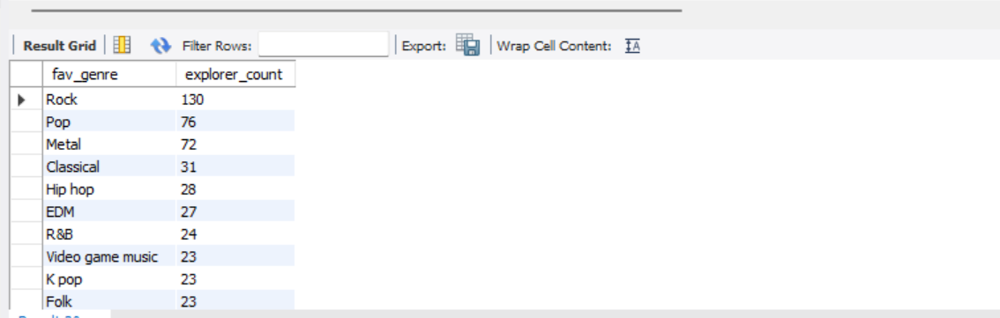 Result Grid Filter Rows: Export: Wrap Cell Content:
fav_genre explorer_count
Rock 130
Pop 76
Metal 72
Classical 31
Hip hop 28
EDM 27
R&B 24
Video game music 23
K pop 23
Folk 23